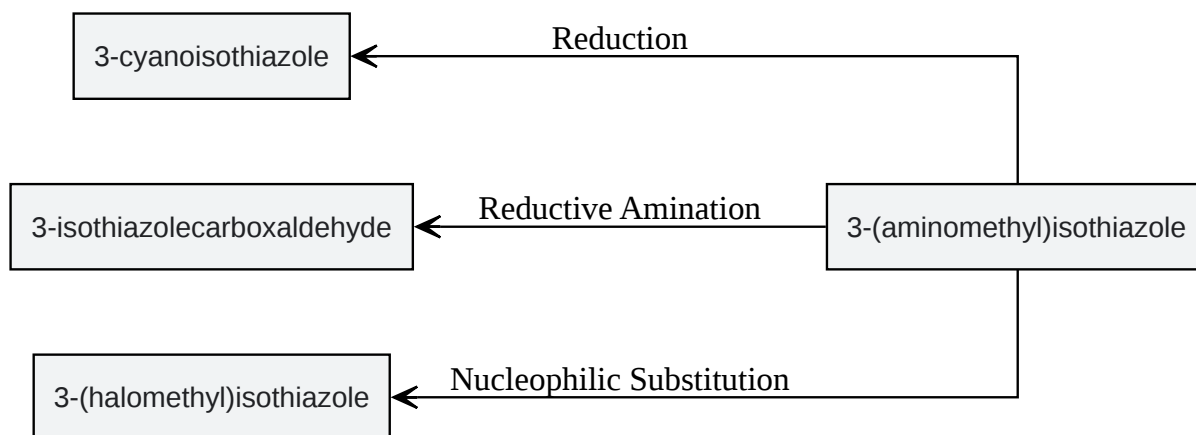 3-cyanoisothiazole
Reduction
3-isothiazolecarboxaldehyde
Reductive Amination
3-(aminomethyl)isothiazole
3-(halomethyl)isothiazole
Nucleophilic Substitution